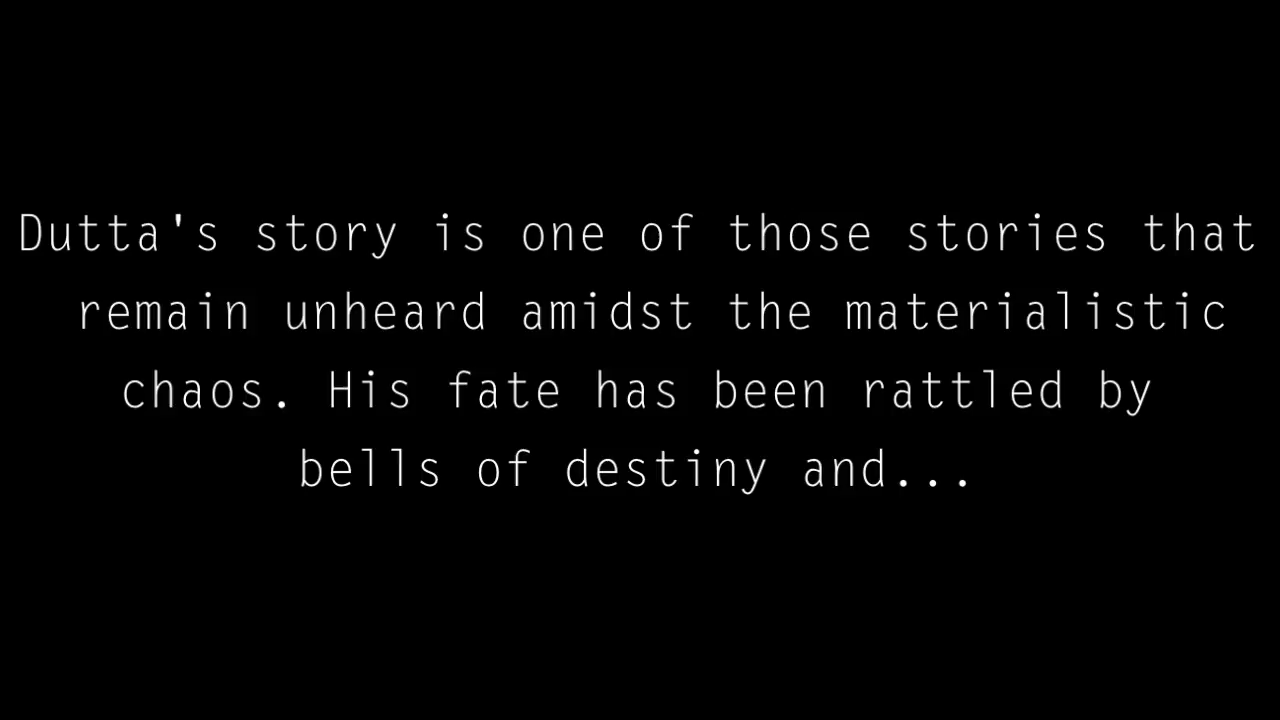 Dutta's story is one of those stories that
remain unheard amidst the materialistic
chaos. His fate has been rattled by
bells of destiny and...